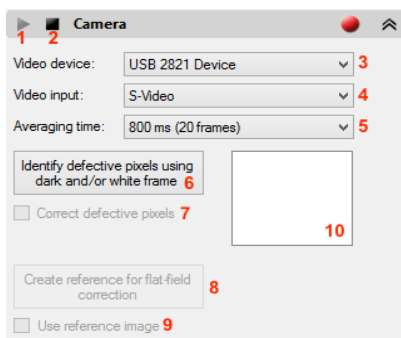 Camera
1 2
Video device: USB 2821 Device 3
Video input: S-Video 4
Averaging time: 800 ms (20 frames) 5
Identify defective pixels using
dark and/or white frame 6
Correct defective pixels 7
10
Create reference for flat-field
correction 8
Use reference image 9